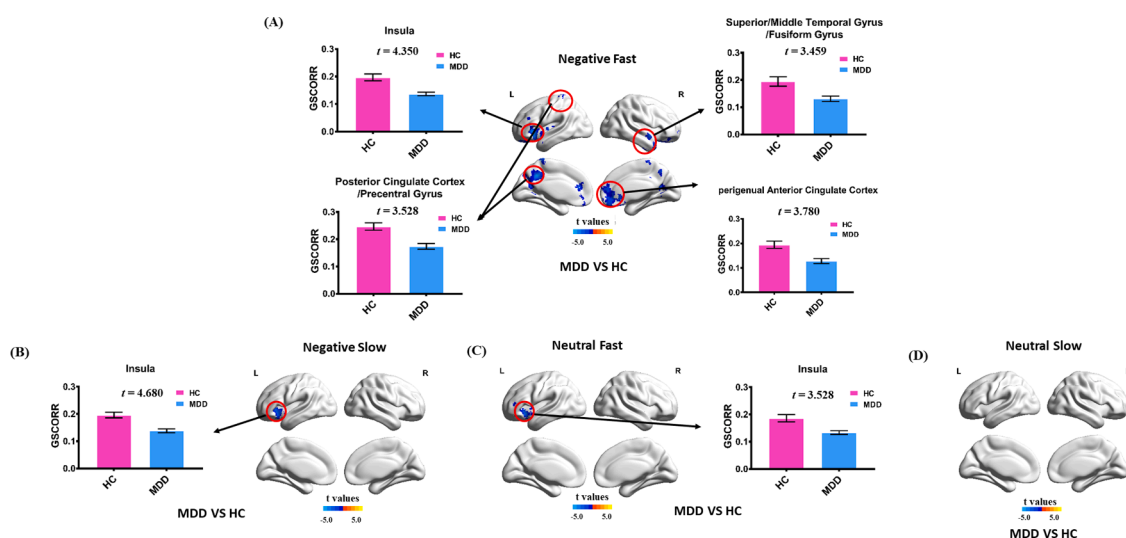 (A)
Insula
t = 4.350
HC
MDD
GSCORR
0.3
0.2
0.1
0.0
HC
MDD
Negative Fast
L
R
Superior/Middle Temporal Gyrus
/Fusiform Gyrus
t = 3.459
HC
MDD
GSCORR
0.3
0.2
0.1
0.0
HC
MDD
Posterior Cingulate Cortex
/Precentral Gyrus
t = 3.528
HC
MDD
GSCORR
0.3
0.2
0.1
0.0
HC
MDD
t values
-5.0 5.0
MDD VS HC
perigenual Anterior Cingulate Cortex
t = 3.780
HC
MDD
GSCORR
0.3
0.2
0.1
0.0
HC
MDD
(B)
Negative Slow
Insula
t = 4.680
HC
MDD
GSCORR
0.3
0.2
0.1
0.0
HC
MDD
L
R
t values
-5.0 5.0
MDD VS HC
(C)
Neutral Fast
L
R
Insula
t = 3.528
HC
MDD
GSCORR
0.3
0.2
0.1
0.0
HC
MDD
t values
-5.0 5.0
MDD VS HC
(D)
Neutral Slow
L
t values
-5.0 5.0
MDD VS HC